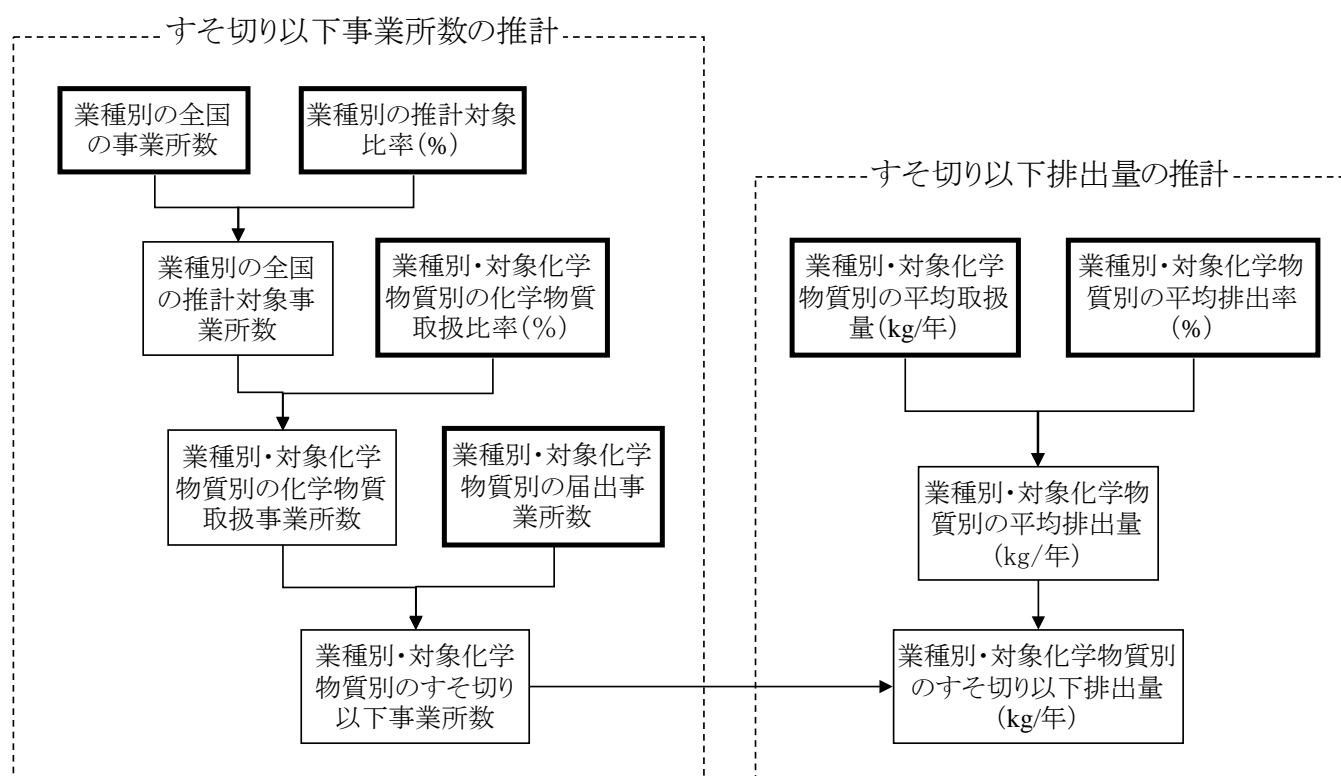 すそ切り以下事業所数の推計
業種別の全国
の事業所数
業種別の推計対象
比率(%)
業種別の全国
の推計対象事
業所数
業種別・対象化学
物質別の化学物質
取扱比率(%)
業種別・対象化学
物質別の化学物質
取扱事業所数
業種別・対象化学
物質別の届出事
業所数
業種別・対象化学
物質別のすそ切り
以下事業所数
すそ切り以下排出量の推計
業種別・対象化学
物質別の平均取扱
量(kg/年)
業種別・対象化学物
質別の平均排出率
(%)
業種別・対象化学物
質別の平均排出量
(kg/年)
業種別・対象化学物質別
のすそ切り以下排出量
(kg/年)